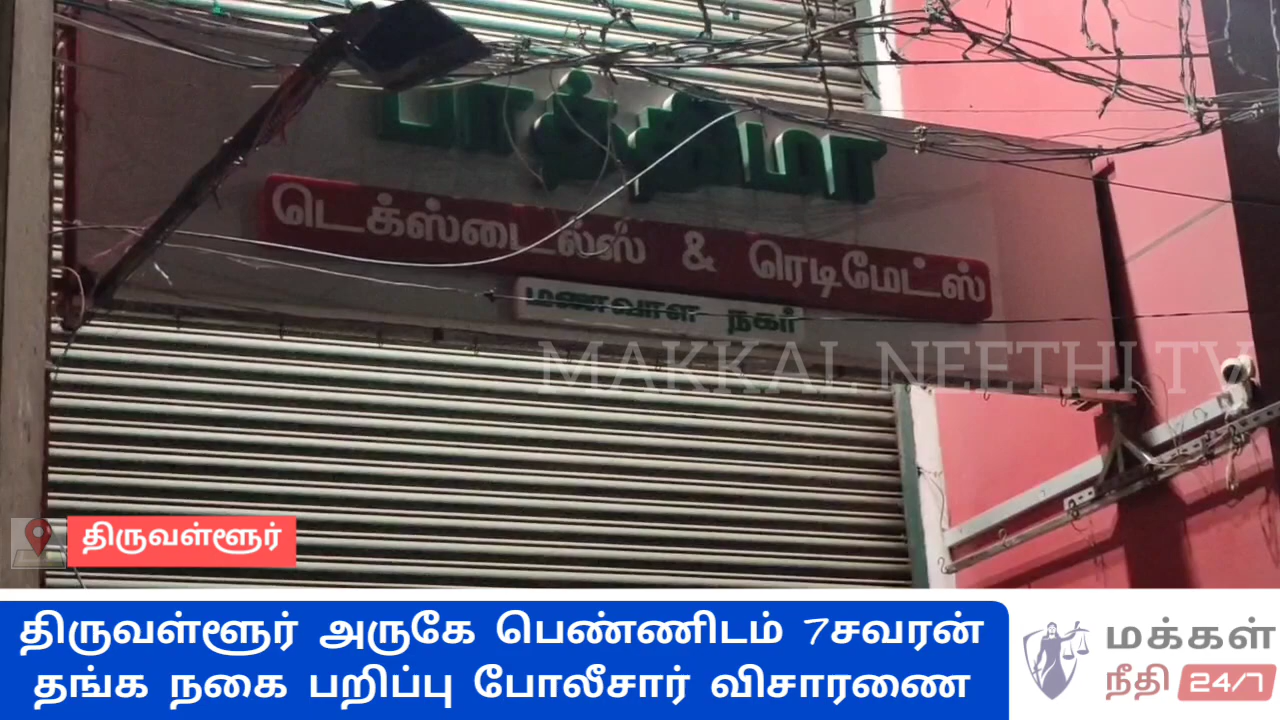 பாத்திமா
டெக்ஸ்டைல்ஸ் & ரெடிமேட்ஸ்
மணவாள நகர்
MAKKAL NEETHI TV
திருவள்ளூர்
திருவள்ளூர் அருகே பெண்ணிடம் 7சவரன்
தங்க நகை பறிப்பு போலீசார் விசாரணை
மக்கள்
நீதி 24/7